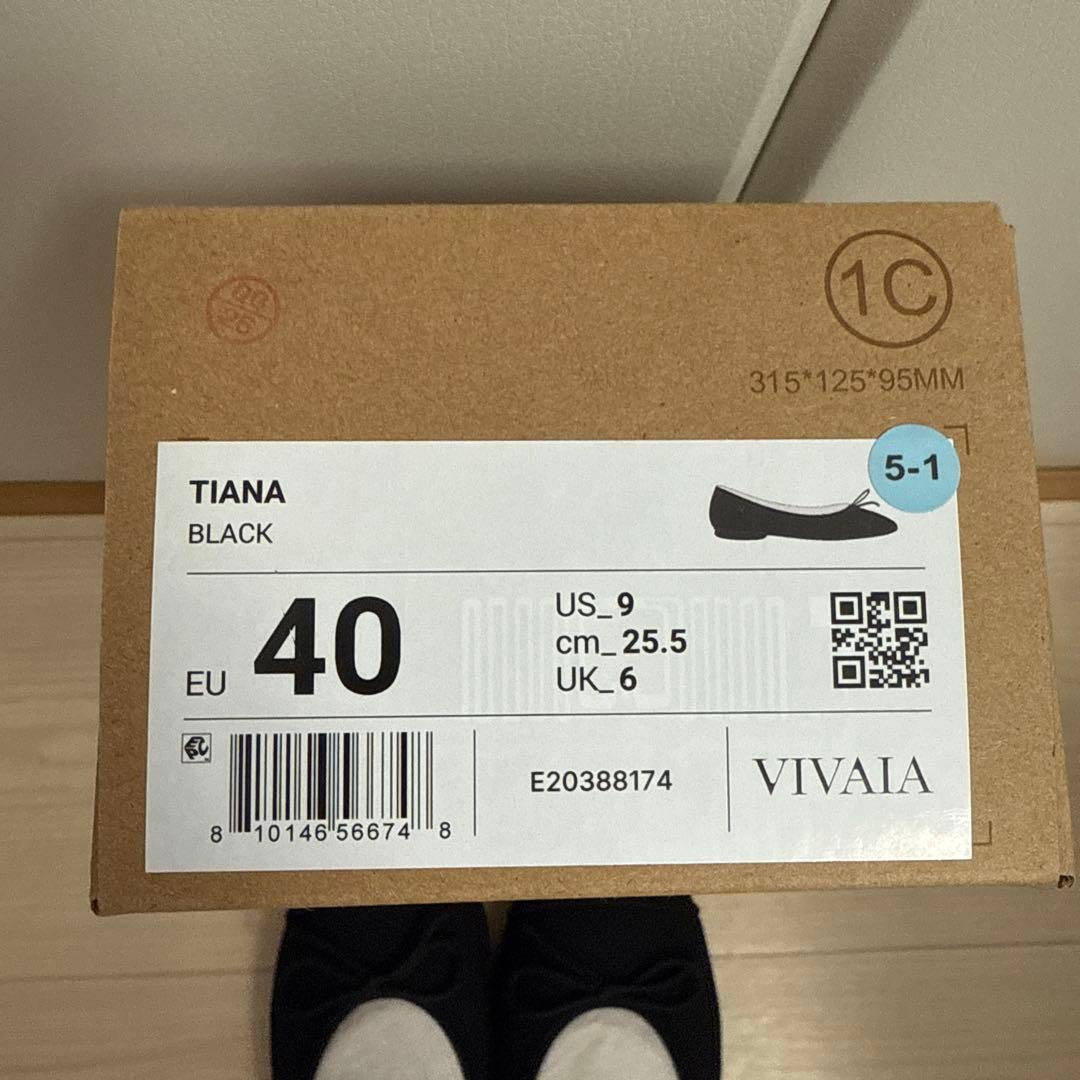 1C
315*125*95MM
5-1
TIANA
BLACK
EU 40
US_9
cm_25.5
UK_6
8 10146 56674 8
E20388174
VIVAIA